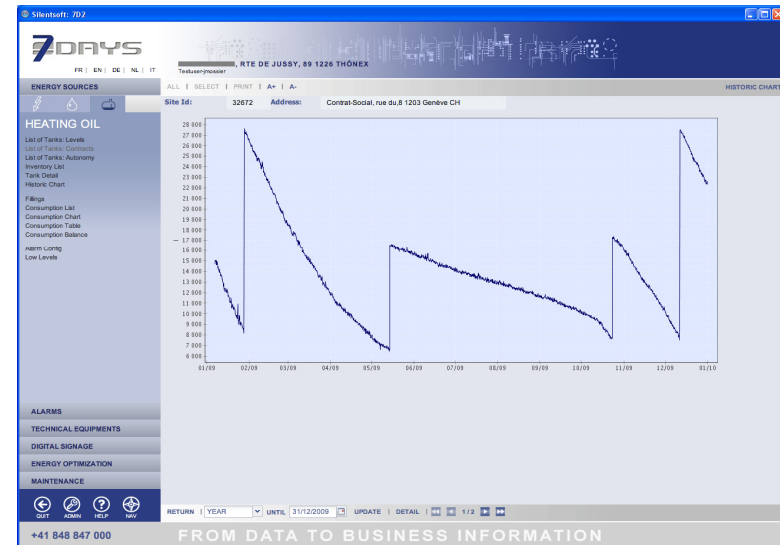 Silentsoft: 7D2
7DAYS
FR | EN | DE | NL | IT
, RTE DE JUSSY, 89 1226 THÔNEX
Testuser-jmossier
ENERGY SOURCES
ALL | SELECT | PRINT | A+ | A-
HISTORIC CHART
Site Id: 32672 Address: Contrat-Social, rue du,8 1203 Genève CH
HEATING OIL
List of Tanks: Levels
List of Tanks: Contracts
List of Tanks: Autonomy
Inventory List
Tank Detail
Historic Chart
Fillings
Consumption List
Consumption Chart
Consumption Table
Consumption Balance
Alarm Config
Low Levels
28 000
27 000
26 000
25 000
24 000
23 000
22 000
21 000
20 000
19 000
18 000
17 000
16 000
15 000
14 000
13 000
12 000
11 000
10 000
9 000
8 000
7 000
6 000
01/09 02/09 03/09 04/09 05/09 06/09 07/09 08/09 09/09 10/09 11/09 12/09 01/10
ALARMS
TECHNICAL EQUIPMENTS
DIGITAL SIGNAGE
ENERGY OPTIMIZATION
MAINTENANCE
QUIT ADMIN HELP NAV
RETURN | YEAR UNTIL 31/12/2009 UPDATE | DETAIL | 1/2
+41 848 847 000
FROM DATA TO BUSINESS INFORMATION